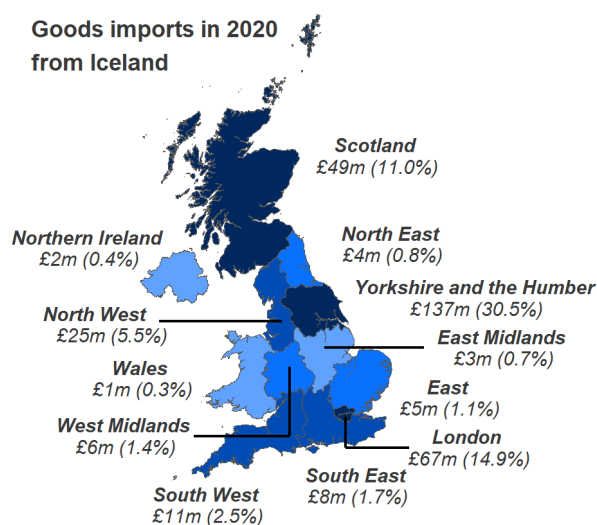 Goods imports in 2020
from Iceland
Scotland
£49m (11.0%)
Northern Ireland
£2m (0.4%)
North East
£4m (0.8%)
Yorkshire and the Humber
£137m (30.5%)
North West
£25m (5.5%)
East Midlands
£3m (0.7%)
Wales
£1m (0.3%)
East
£5m (1.1%)
West Midlands
£6m (1.4%)
London
£67m (14.9%)
South East
£8m (1.7%)
South West
£11m (2.5%)